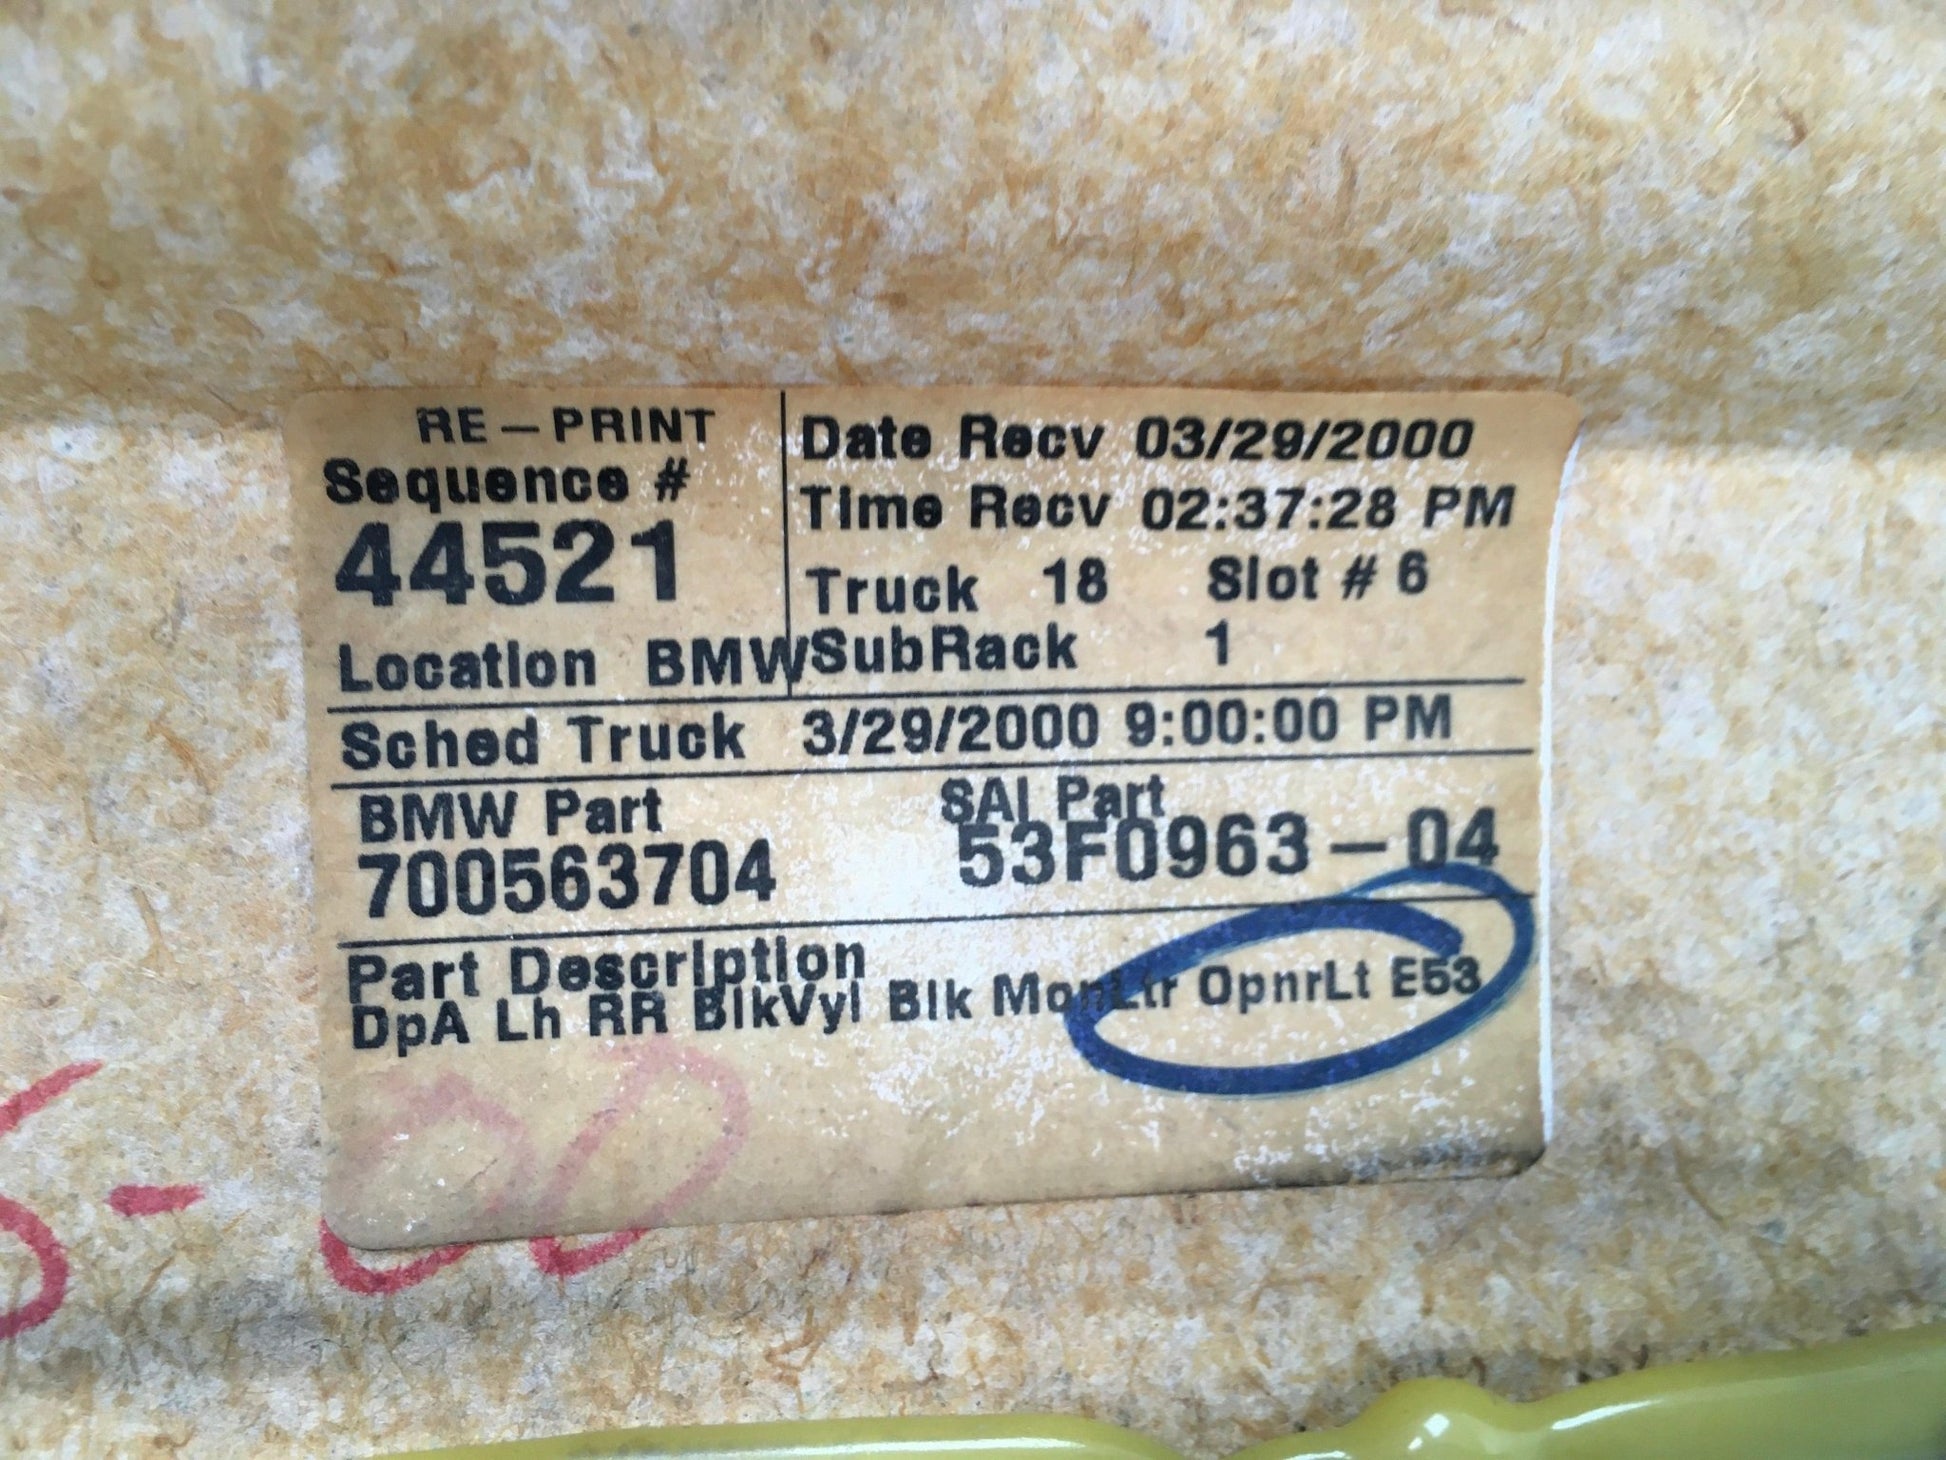 RE-PRINT
Sequence #
44521
Location BMW
Date Recv 03/29/2000
Time Recv 02:37:28 PM
Truck 18 Slot # 6
SubRack 1
Sched Truck 3/29/2000 9:00:00 PM
BMW Part
700563704
SAI Part
53F0963-04
Part Description
DpA Lh RR BlkVyl Blk MonLtr OpnrLt E53